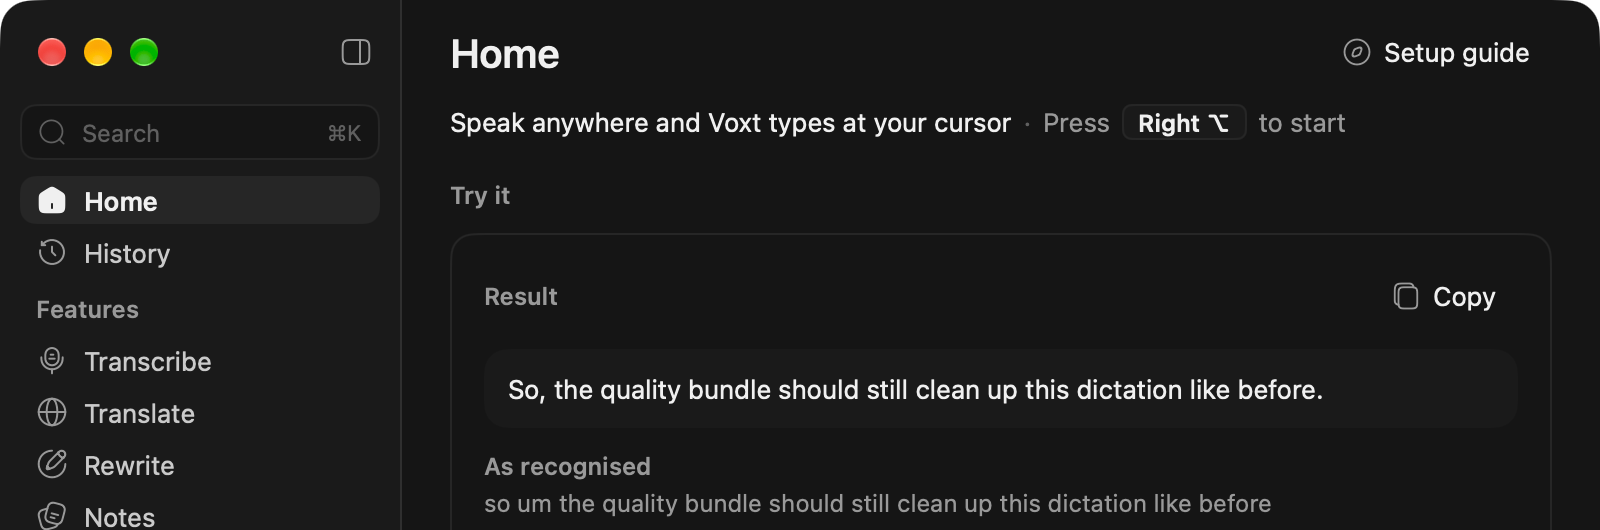 Search ⌘K
Home
History
Features
Transcribe
Translate
Rewrite
Notes
Home
Setup guide
Speak anywhere and Voxt types at your cursor · Press Right ⌥ to start
Try it
Result
Copy
So, the quality bundle should still clean up this dictation like before.
As recognised
so um the quality bundle should still clean up this dictation like before